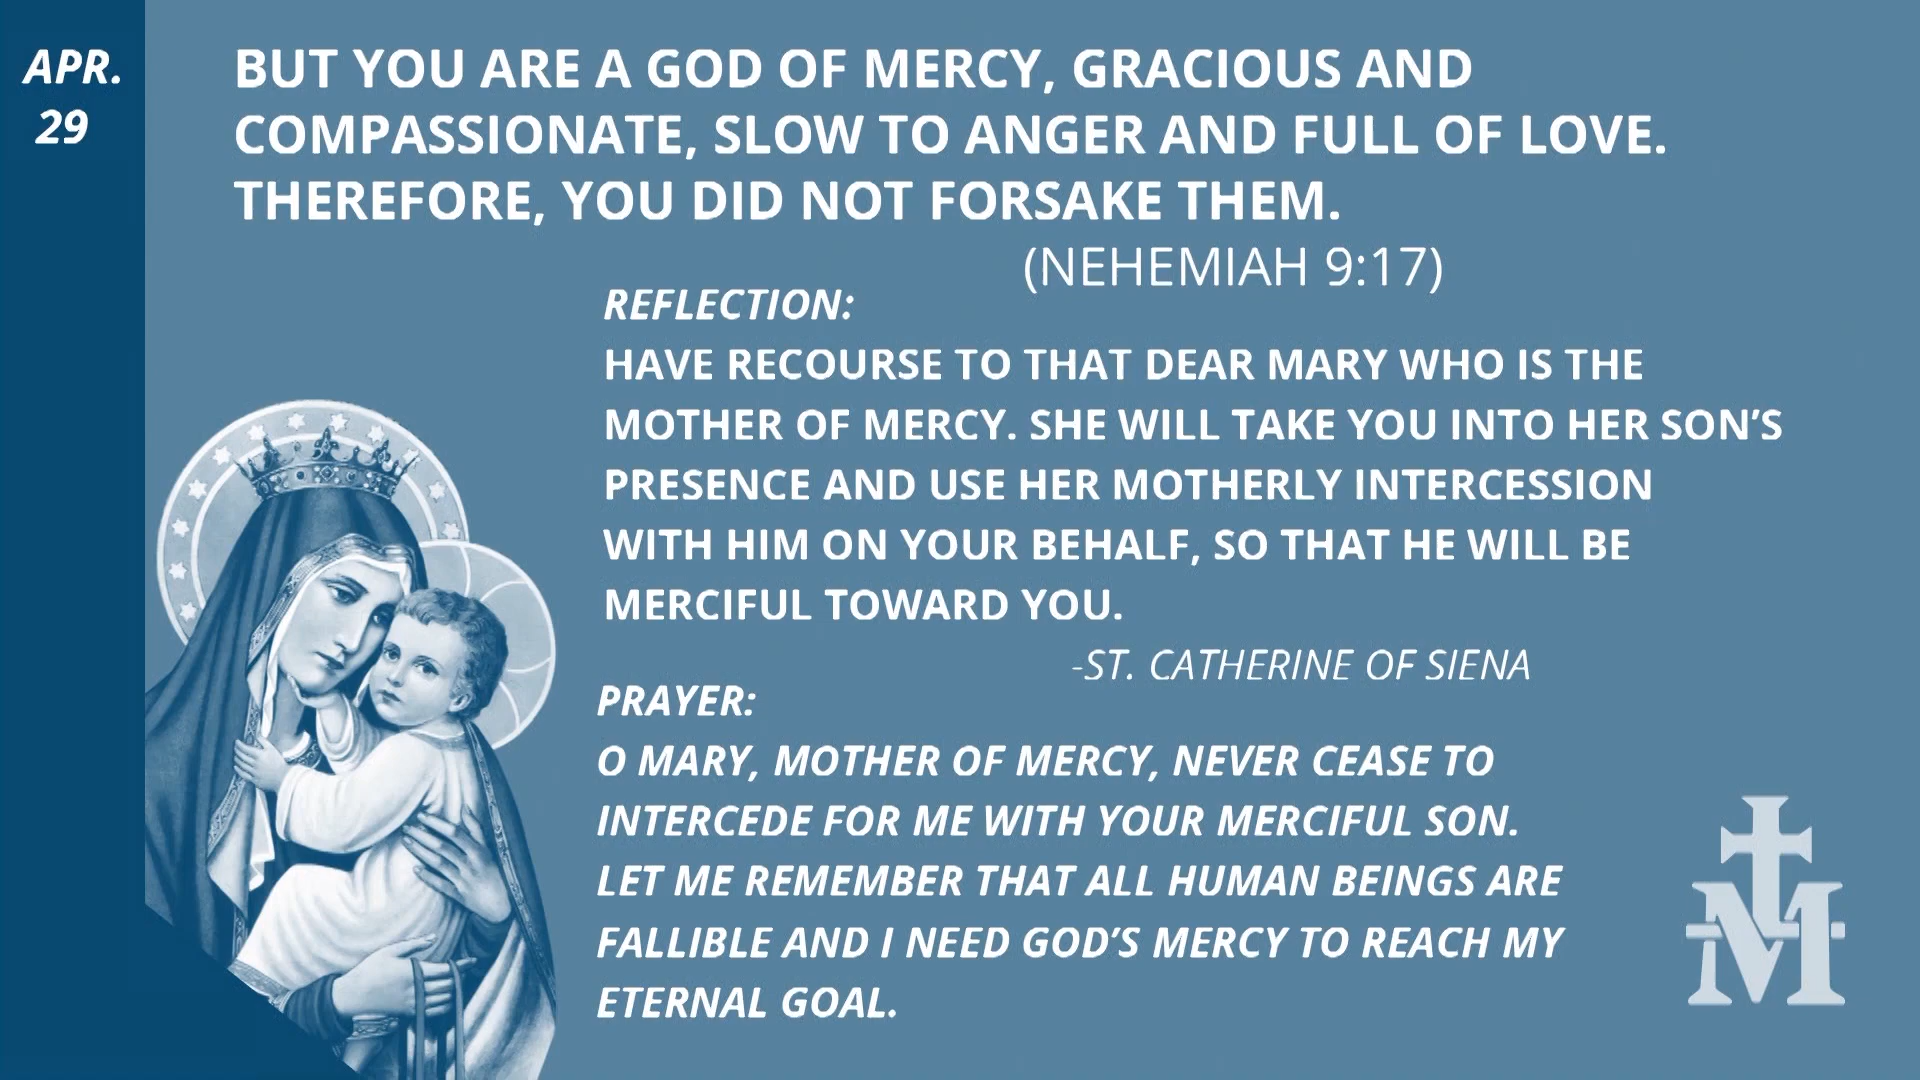 APR.
29
BUT YOU ARE A GOD OF MERCY, GRACIOUS AND
COMPASSIONATE, SLOW TO ANGER AND FULL OF LOVE.
THEREFORE, YOU DID NOT FORSAKE THEM.
(NEHEMIAH 9:17)
REFLECTION:
HAVE RECOURSE TO THAT DEAR MARY WHO IS THE
MOTHER OF MERCY. SHE WILL TAKE YOU INTO HER SON’S
PRESENCE AND USE HER MOTHERLY INTERCESSION
WITH HIM ON YOUR BEHALF, SO THAT HE WILL BE
MERCIFUL TOWARD YOU.
-ST. CATHERINE OF SIENA
PRAYER:
O MARY, MOTHER OF MERCY, NEVER CEASE TO
INTERCEDE FOR ME WITH YOUR MERCIFUL SON.
LET ME REMEMBER THAT ALL HUMAN BEINGS ARE
FALLIBLE AND I NEED GOD’S MERCY TO REACH MY
ETERNAL GOAL.
M